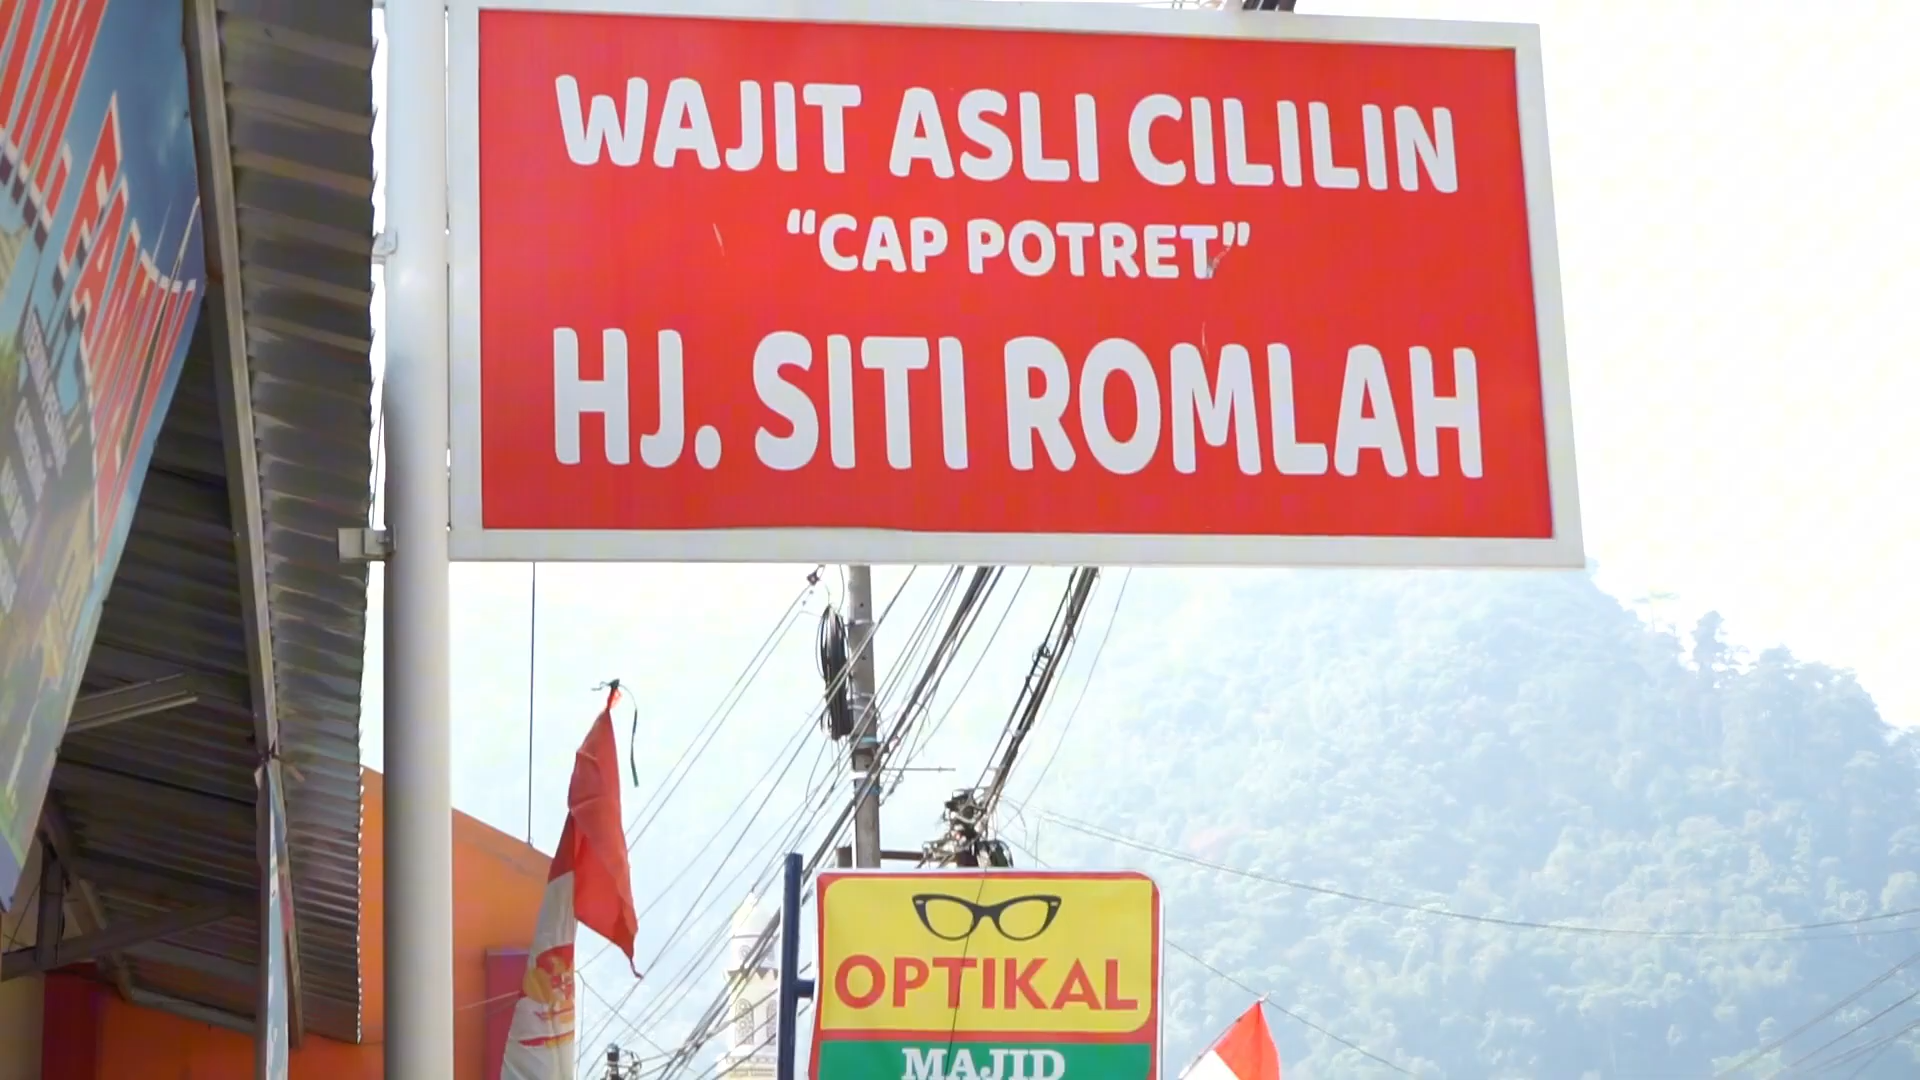 WAJIT ASLI CILILIN
“CAP POTRET”
HJ. SITI ROMLAH
OPTIKAL
MAJID